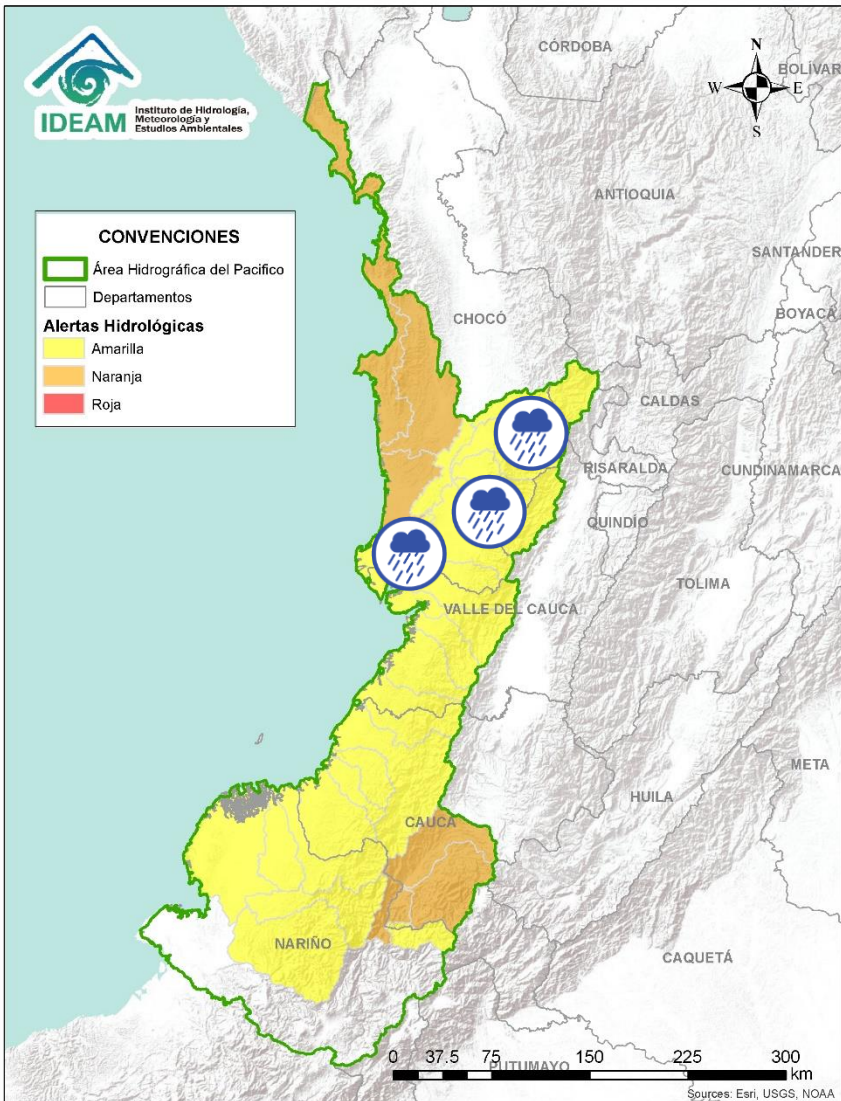 IDEAM
Instituto de Hidrología,
Meteorología y
Estudios Ambientales
N
W
E
S
CONVENCIONES
Área Hidrográfica del Pacifico
Departamentos
Alertas Hidrológicas
Amarilla
Naranja
Roja
CÓRDOBA
BOLÍVAR
ANTIOQUIA
SANTANDER
BOYACÁ
CHOCÓ
CALDAS
RISARALDA
CUNDINAMARCA
QUINDÍO
TOLIMA
VALLE DEL CAUCA
META
HUILA
CAUCA
NARIÑO
CAQUETÁ
PUTUMAYO
0 37.5 75 150 225 300
km
Sources: Esri, USGS, NOAA